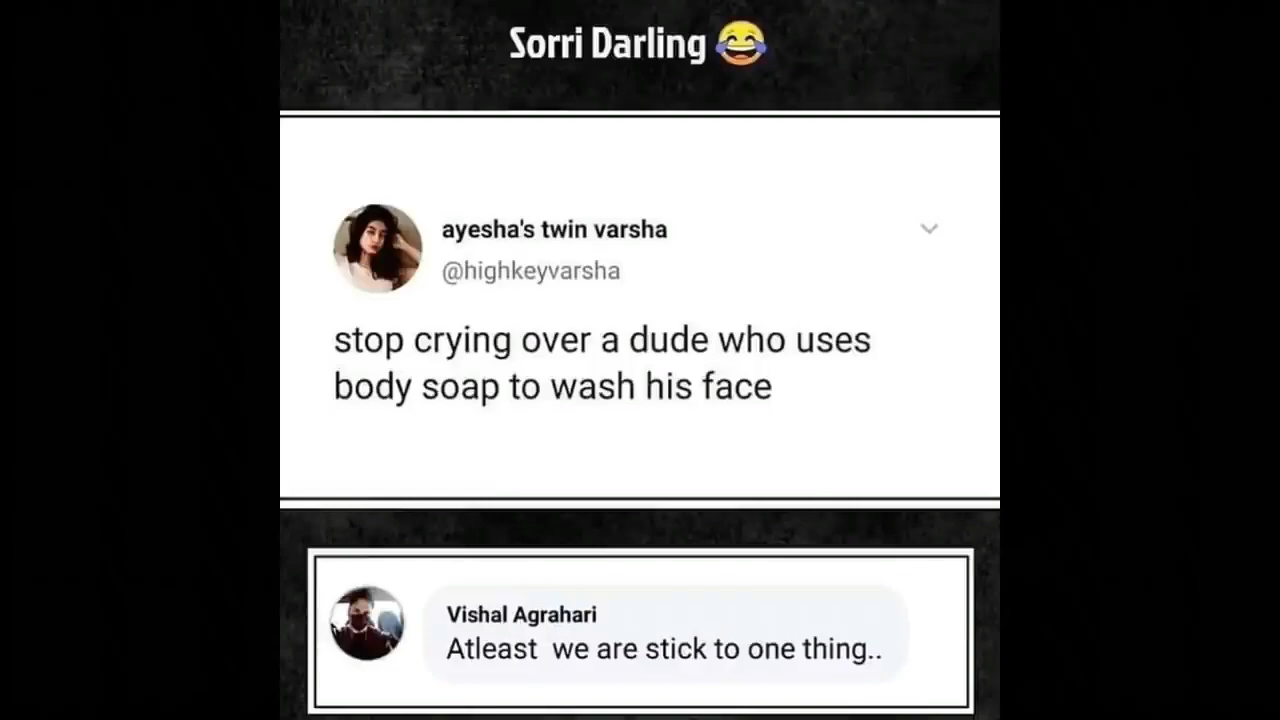 Sorri Darling 😂
ayesha's twin varsha
@highkeyvarsha
stop crying over a dude who uses
body soap to wash his face
Vishal Agrahari
Atleast we are stick to one thing..